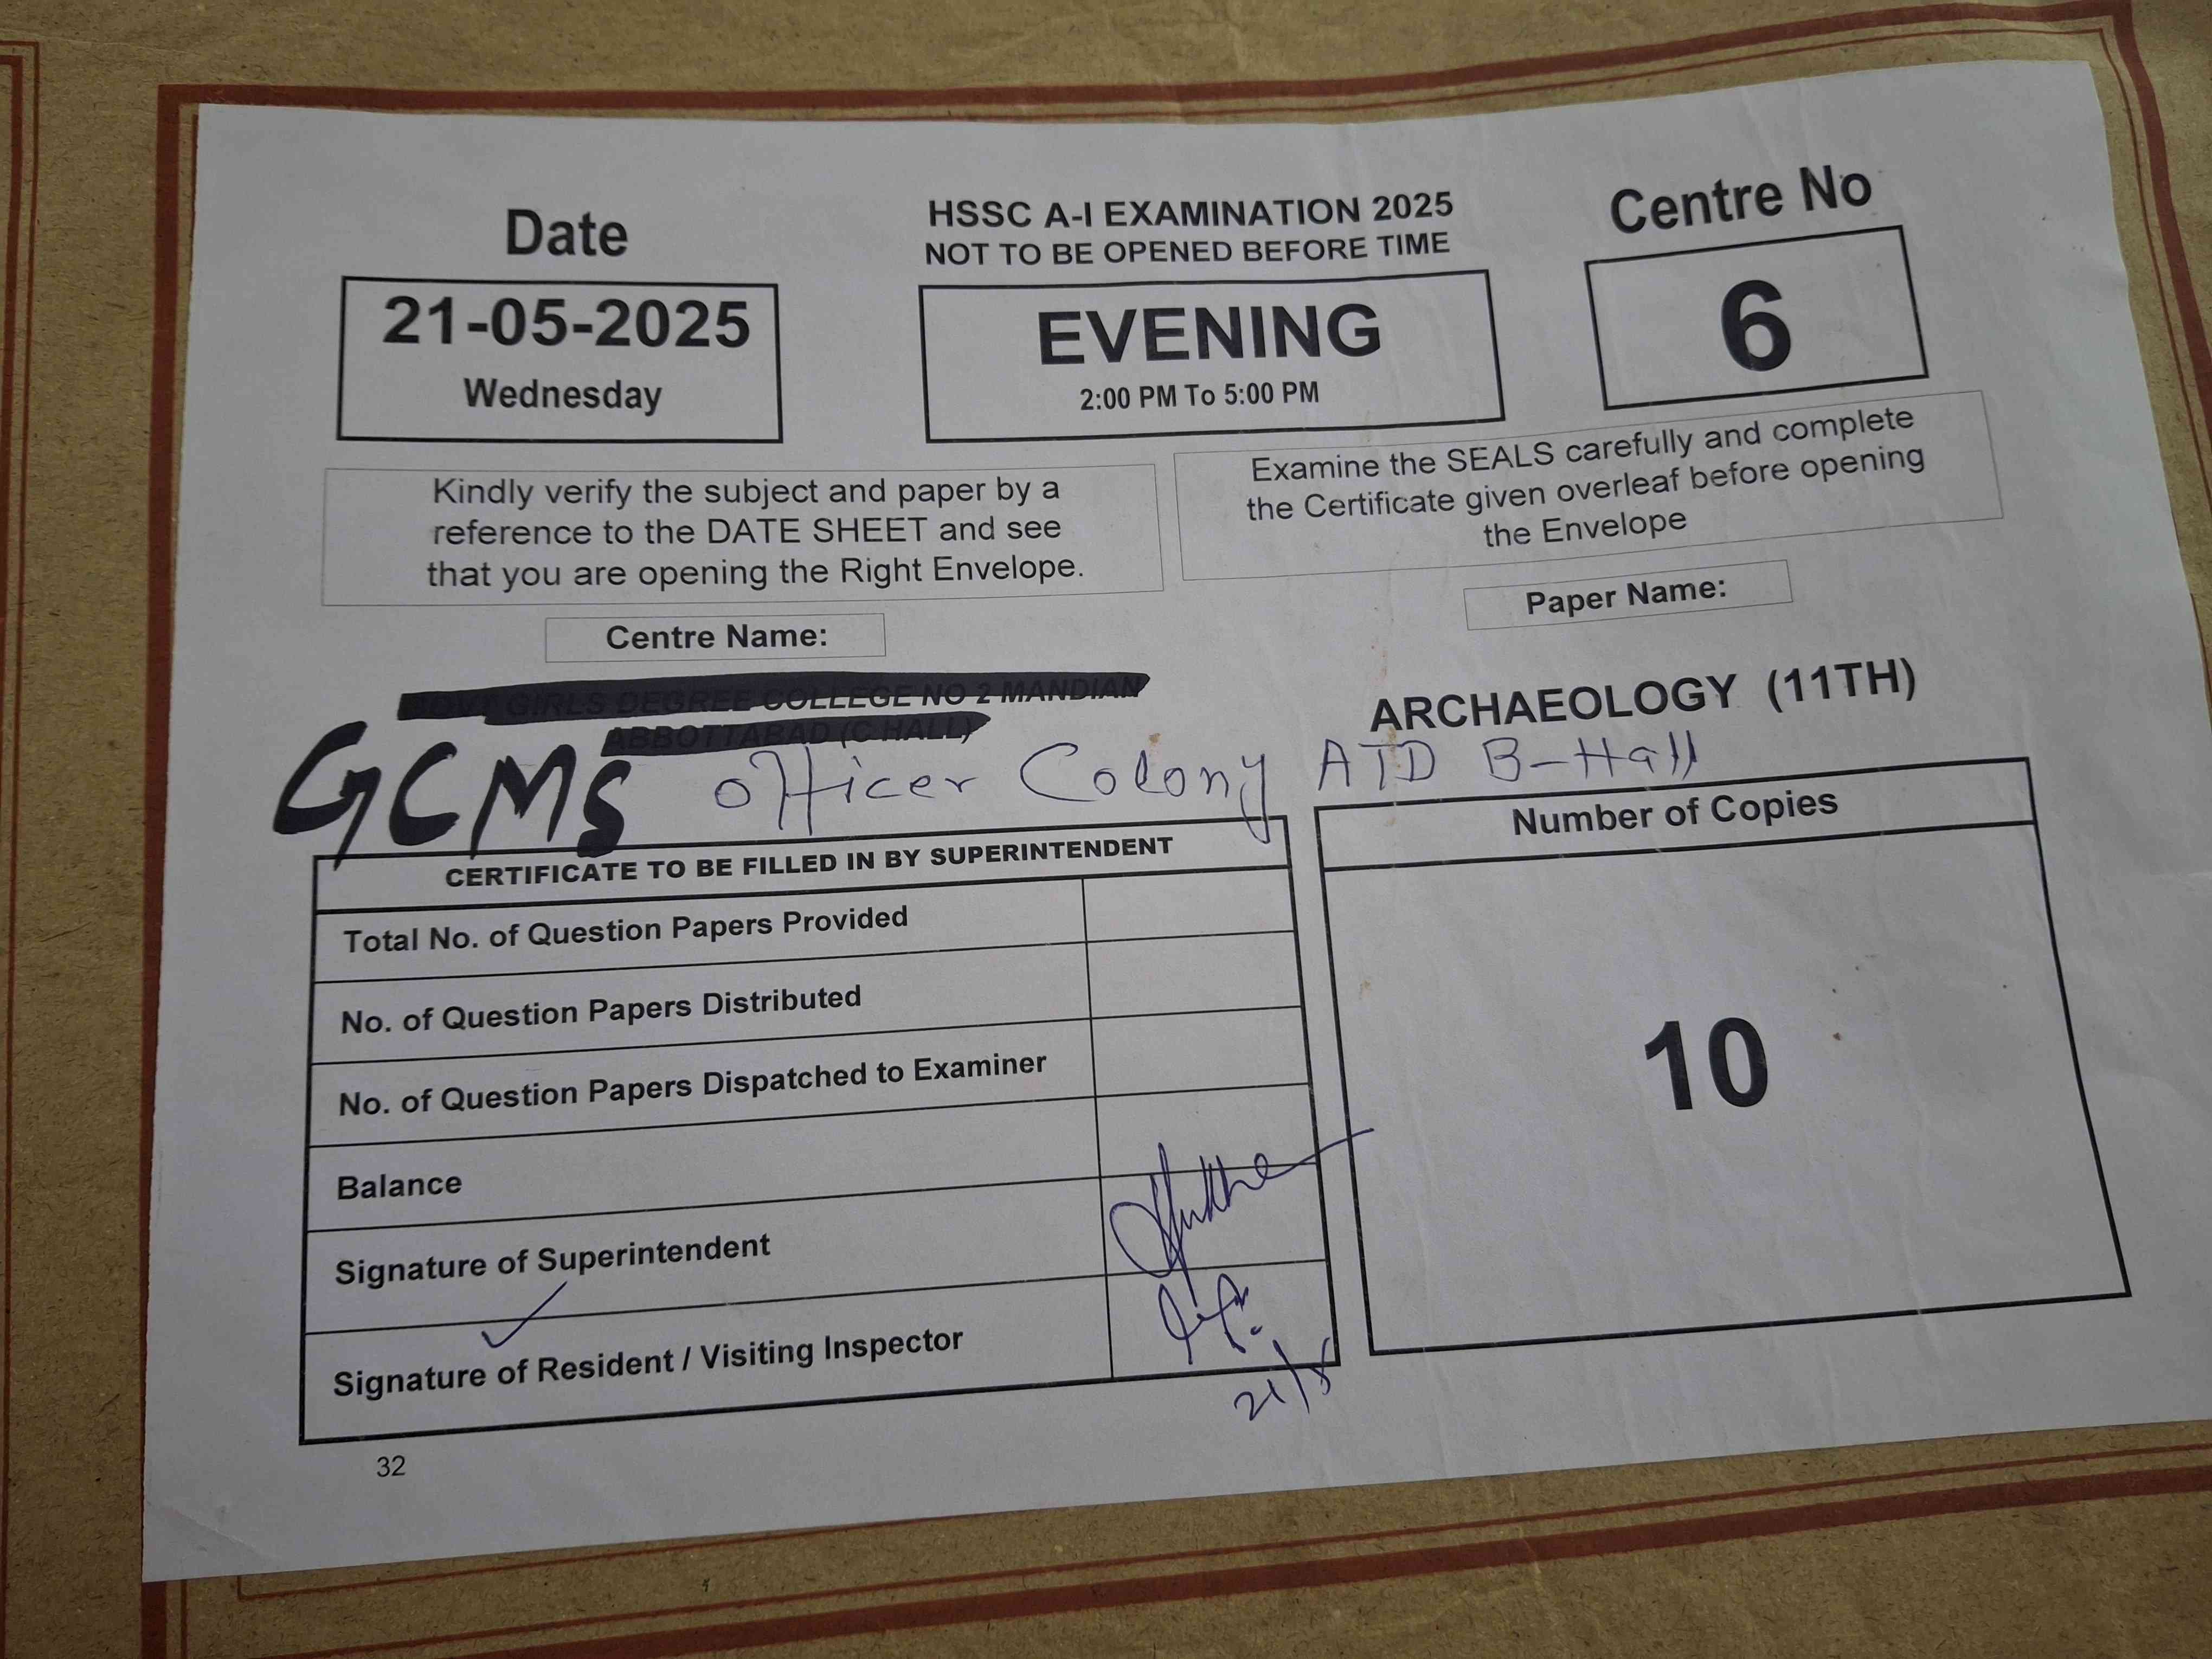 Date
21-05-2025
Wednesday
HSSC A-I EXAMINATION 2025
NOT TO BE OPENED BEFORE TIME
EVENING
2:00 PM To 5:00 PM
Centre No
6
Kindly verify the subject and paper by a
reference to the DATE SHEET and see
that you are opening the Right Envelope.
Examine the SEALS carefully and complete
the Certificate given overleaf before opening
the Envelope
Centre Name:
GOVT GIRLS DEGREE COLLEGE NO 2 MANDIAN
ABBOTTABAD (C HALL)
Paper Name:
ARCHAEOLOGY (11TH)
GCMS officer Colony ATD B-Hall
CERTIFICATE TO BE FILLED IN BY SUPERINTENDENT
Total No. of Question Papers Provided
No. of Question Papers Distributed
No. of Question Papers Dispatched to Examiner
Balance
Signature of Superintendent
Signature of Resident / Visiting Inspector
21/5
Number of Copies
10
32